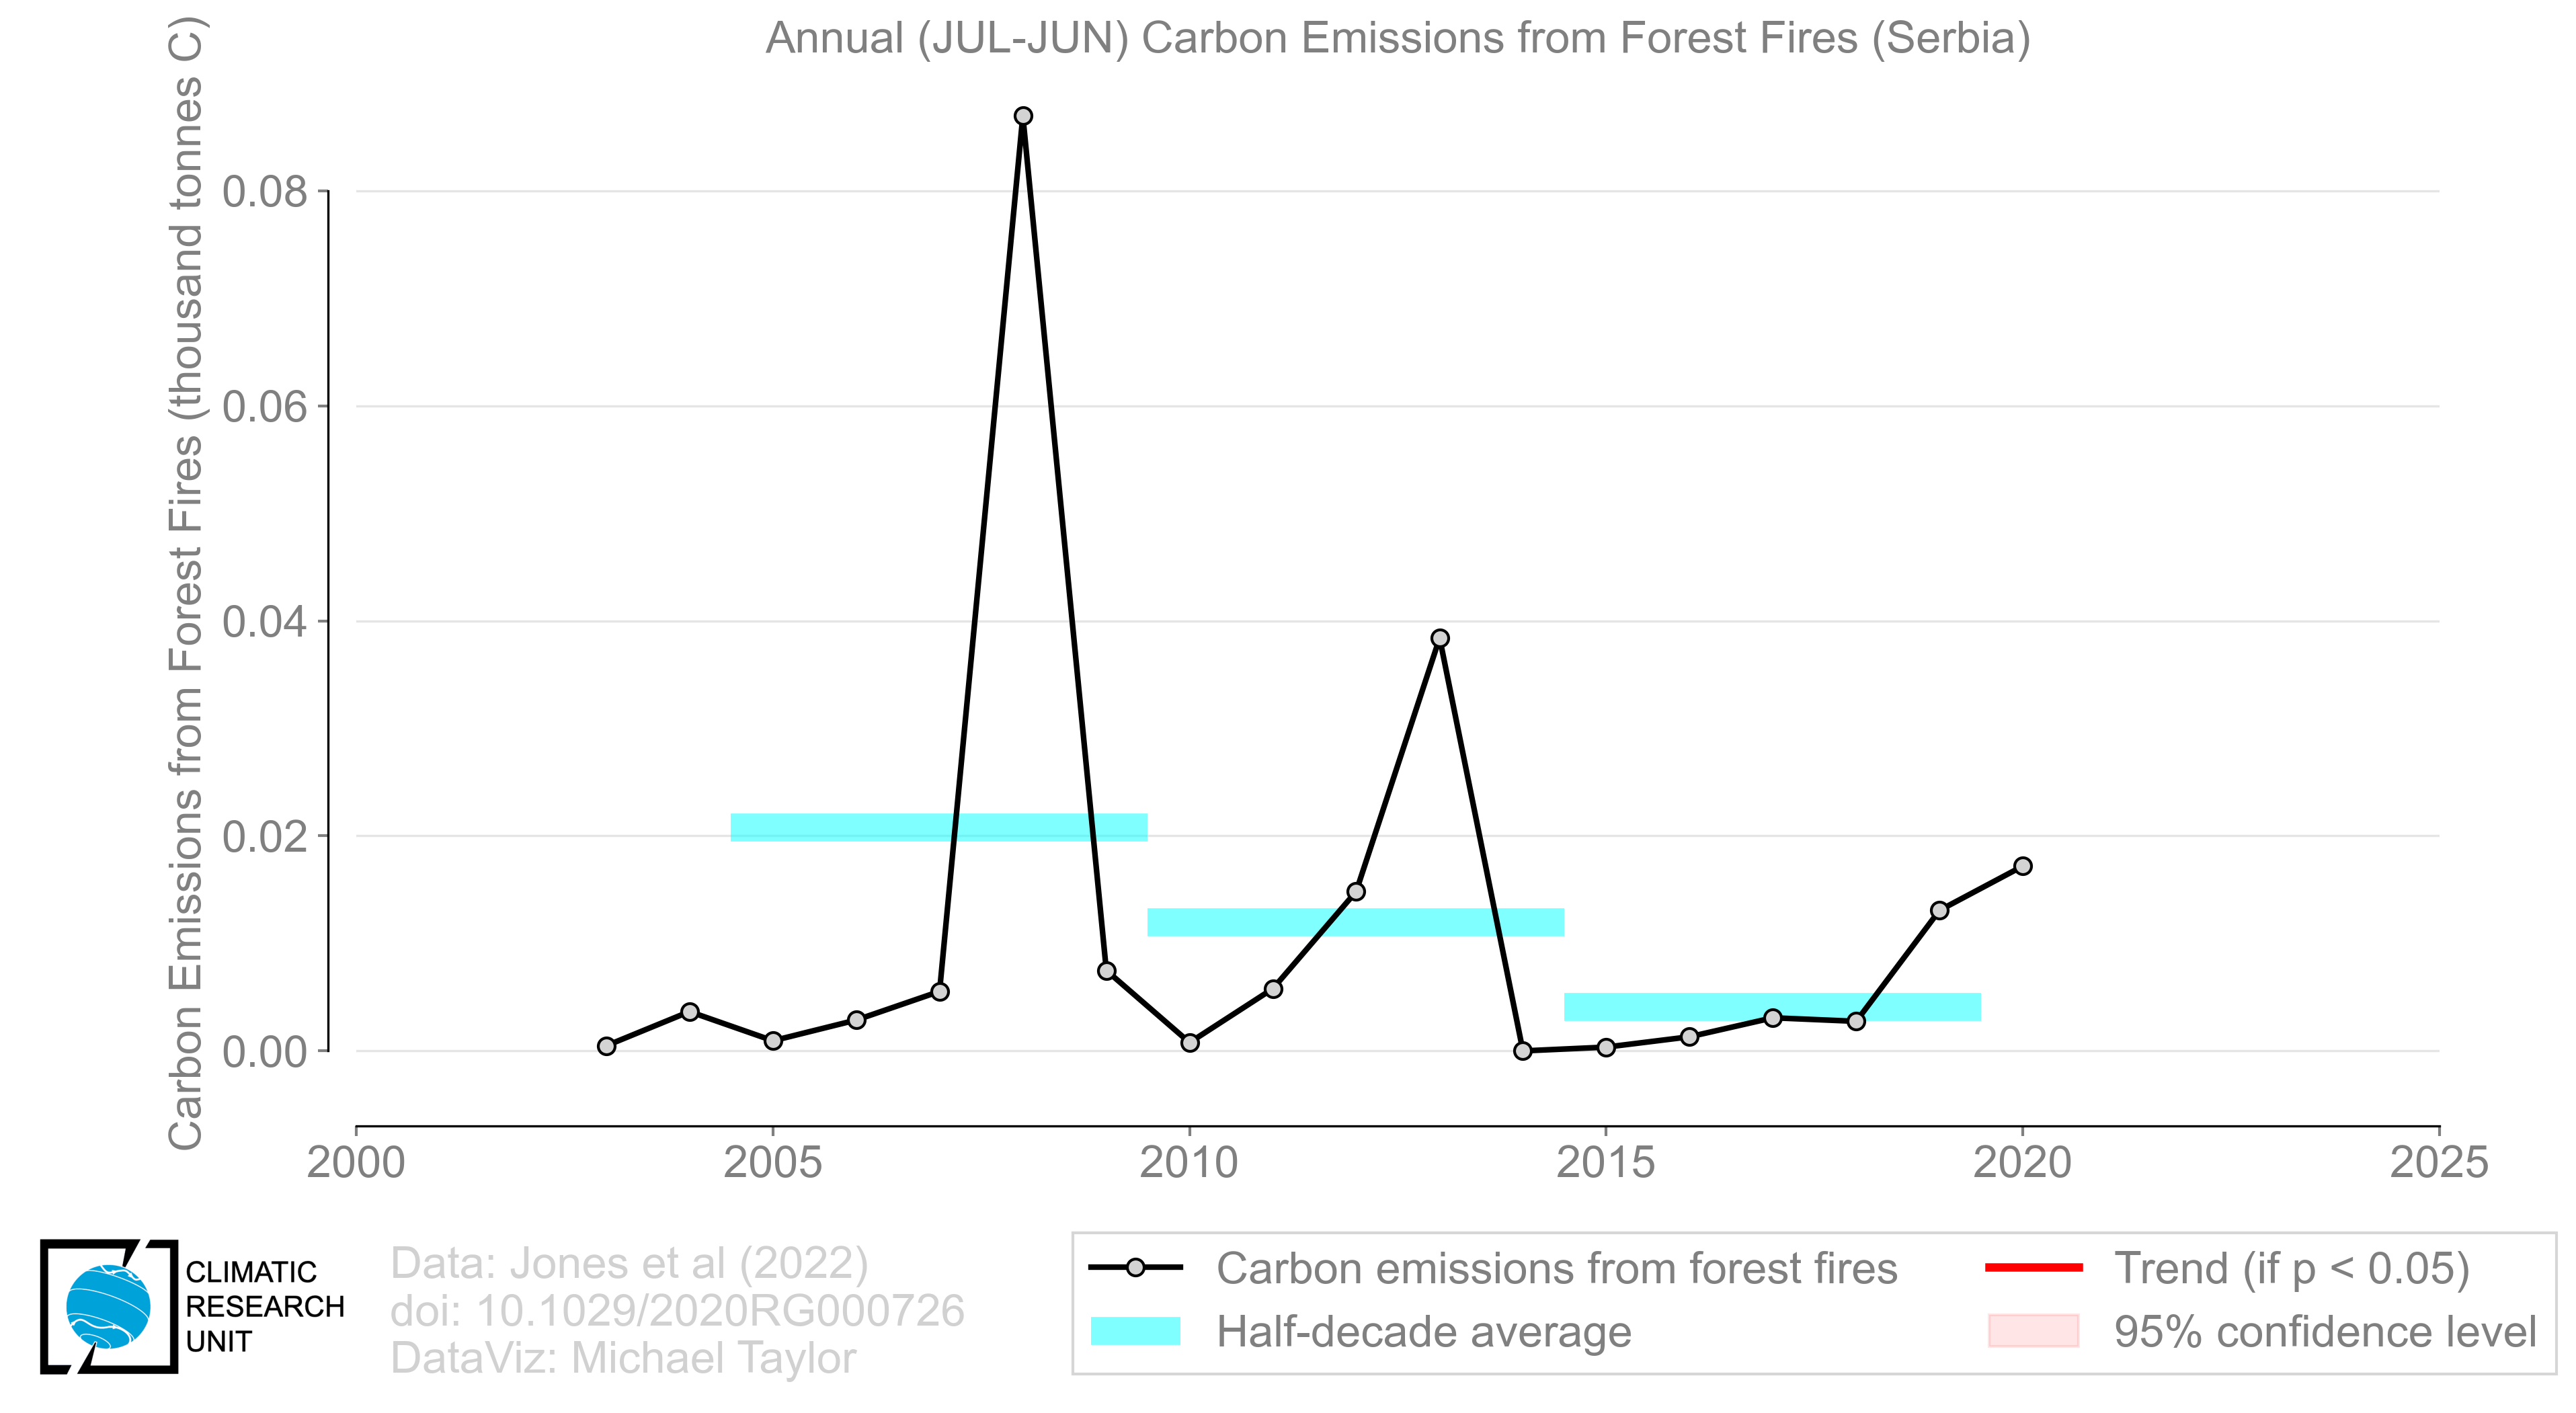 Annual (JUL-JUN) Carbon Emissions from Forest Fires (Serbia)
Carbon Emissions from Forest Fires (thousand tonnes C)
0.08
0.06
0.04
0.02
0.00
2000
2005
2010
2015
2020
2025
CLIMATIC
RESEARCH
UNIT
Data: Jones et al (2022)
doi: 10.1029/2020RG000726
DataViz: Michael Taylor
Carbon emissions from forest fires
Half-decade average
Trend (if p < 0.05)
95% confidence level